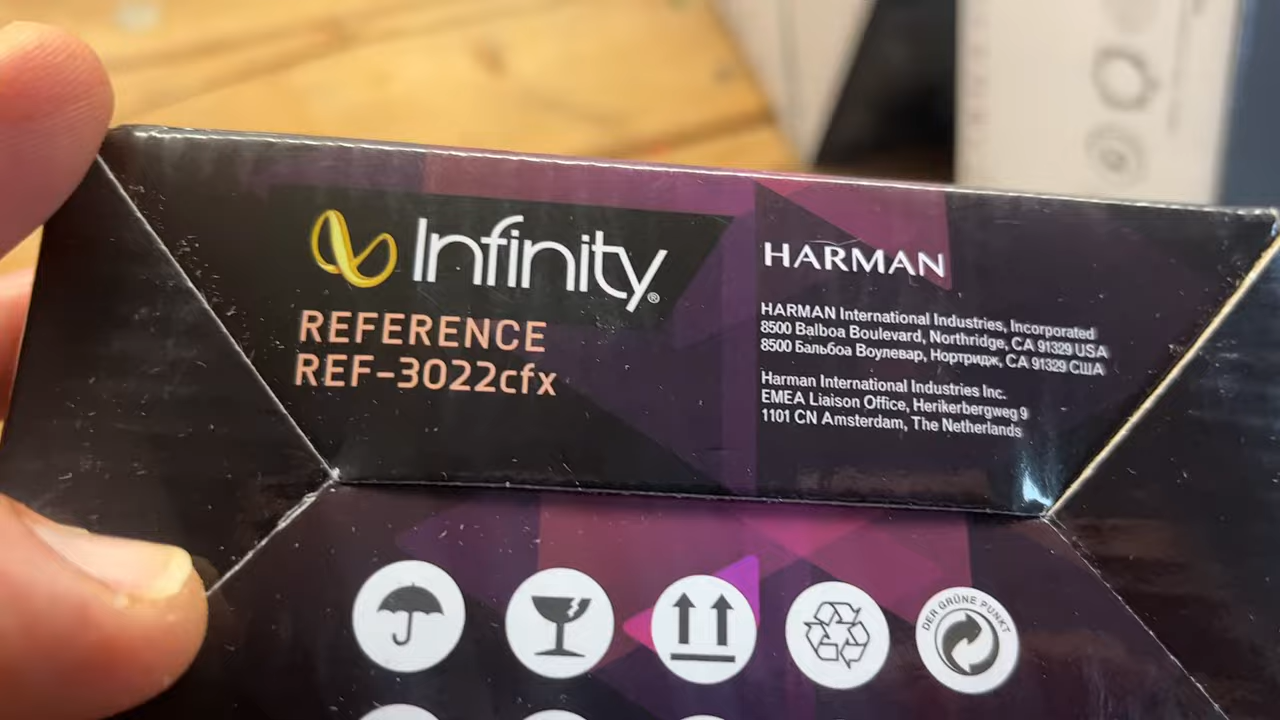 Infinity®
REFERENCE
REF-3022cfx
HARMAN
HARMAN International Industries, Incorporated
8500 Balboa Boulevard, Northridge, CA 91329 USA
8500 Бальбоа Воулевар, Нортридж, CA 91329 США
Harman International Industries Inc.
EMEA Liaison Office, Herikerbergweg 9
1101 CN Amsterdam, The Netherlands
DER GRÜNE PUNKT